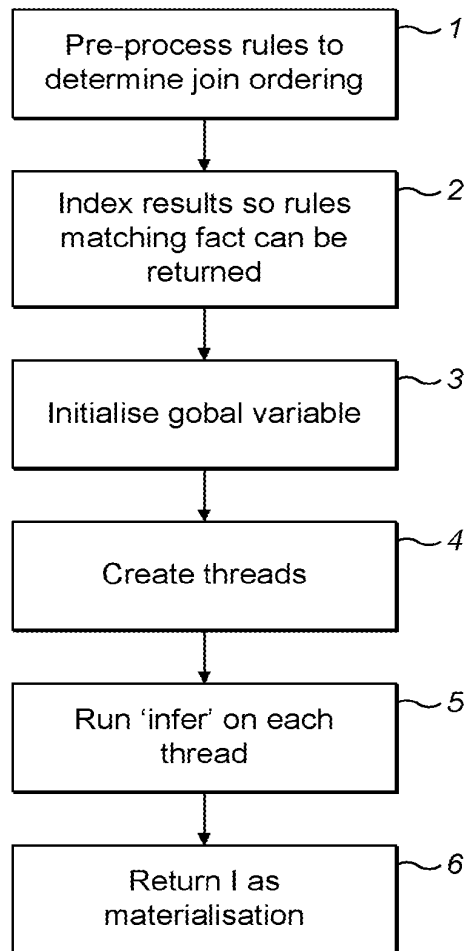 1
Pre-process rules to
determine join ordering
2
Index results so rules
matching fact can be
returned
3
Initialise gobal variable
4
Create threads
5
Run ‘infer’ on each
thread
6
Return I as
materialisation